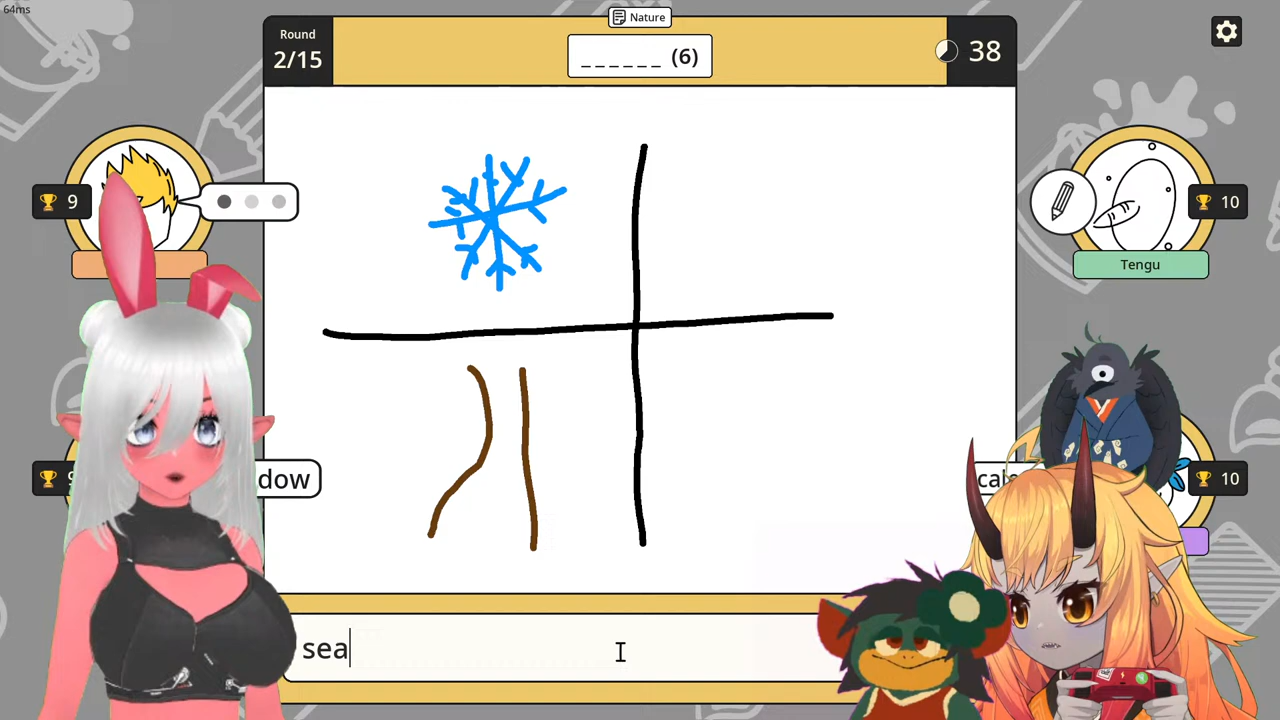 64ms
Nature
Round
2/15
______ (6)
38
9
10
Tengu
dow
10
sea